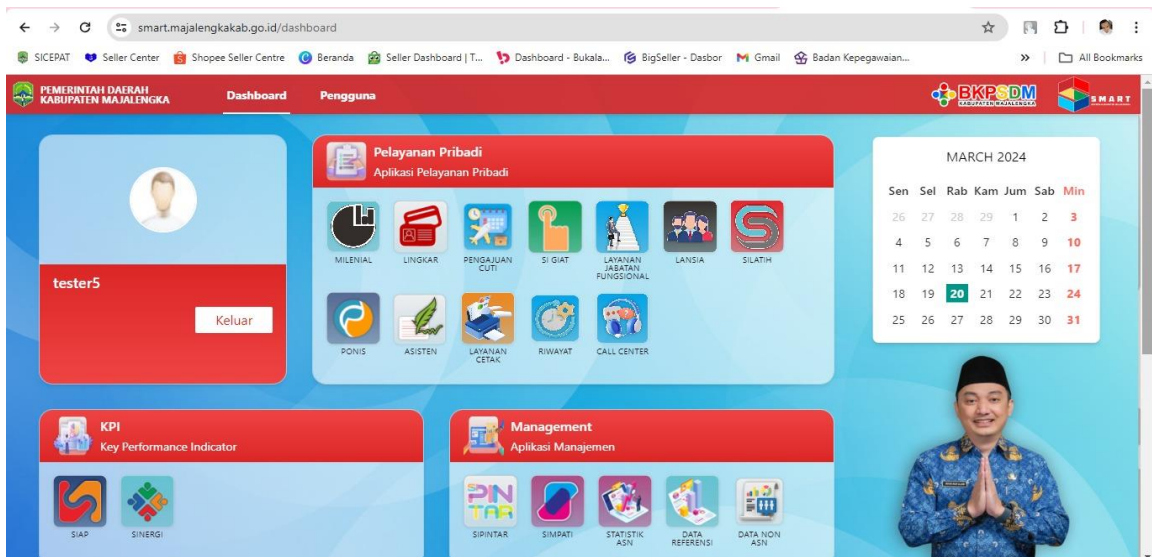 smart.majalengkakab.go.id/dashboard
SICEPAT Seller Center Shopee Seller Centre Beranda Seller Dashboard | T... Dashboard - Bukala... BigSeller - Dasbor Gmail Badan Kepegawaian... » All Bookmarks
PEMERINTAH DAERAH
KABUPATEN MAJALENGKA
Dashboard Pengguna
BKPSDM
KABUPATEN MAJALENGKA
SMART
tester5
Keluar
Pelayanan Pribadi
Aplikasi Pelayanan Pribadi
MILENIAL LINGKAR PENGAJUAN CUTI SI GIAT LAYANAN JABATAN FUNGSIONAL LANSIA SILATIH
PONIS ASISTEN LAYANAN CETAK RIWAYAT CALL CENTER
MARCH 2024
Sen Sel Rab Kam Jum Sab Min
26 27 28 29 1 2 3
4 5 6 7 8 9 10
11 12 13 14 15 16 17
18 19 20 21 22 23 24
25 26 27 28 29 30 31
KPI
Key Performance Indicator
SIAP SINERGI
Management
Aplikasi Manajemen
PIN
TAR
SIPINTAR SIMPATI STATISTIK ASN DATA REFERENSI DATA NON ASN